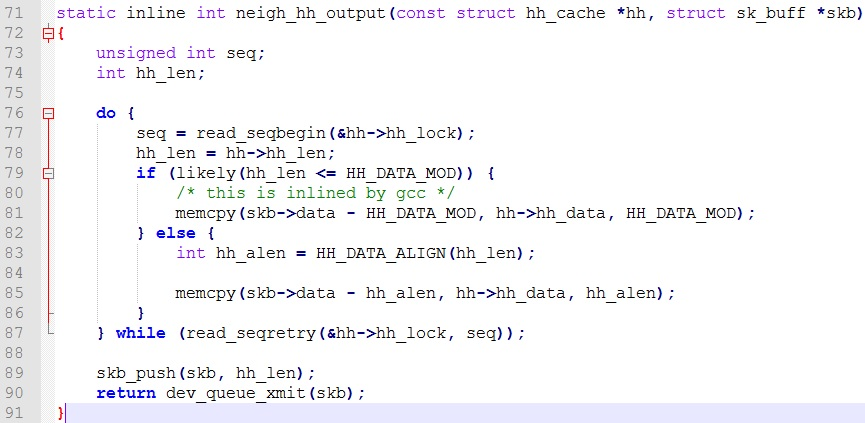 71 static inline int neigh_hh_output(const struct hh_cache *hh, struct sk_buff *skb)
72 {
73     unsigned int seq;
74     int hh_len;
75
76     do {
77         seq = read_seqbegin(&hh->hh_lock);
78         hh_len = hh->hh_len;
79         if (likely(hh_len <= HH_DATA_MOD)) {
80             /* this is inlined by gcc */
81             memcpy(skb->data - HH_DATA_MOD, hh->hh_data, HH_DATA_MOD);
82         } else {
83             int hh_alen = HH_DATA_ALIGN(hh_len);
84
85             memcpy(skb->data - hh_alen, hh->hh_data, hh_alen);
86         }
87     } while (read_seqretry(&hh->hh_lock, seq));
88
89     skb_push(skb, hh_len);
90     return dev_queue_xmit(skb);
91 }